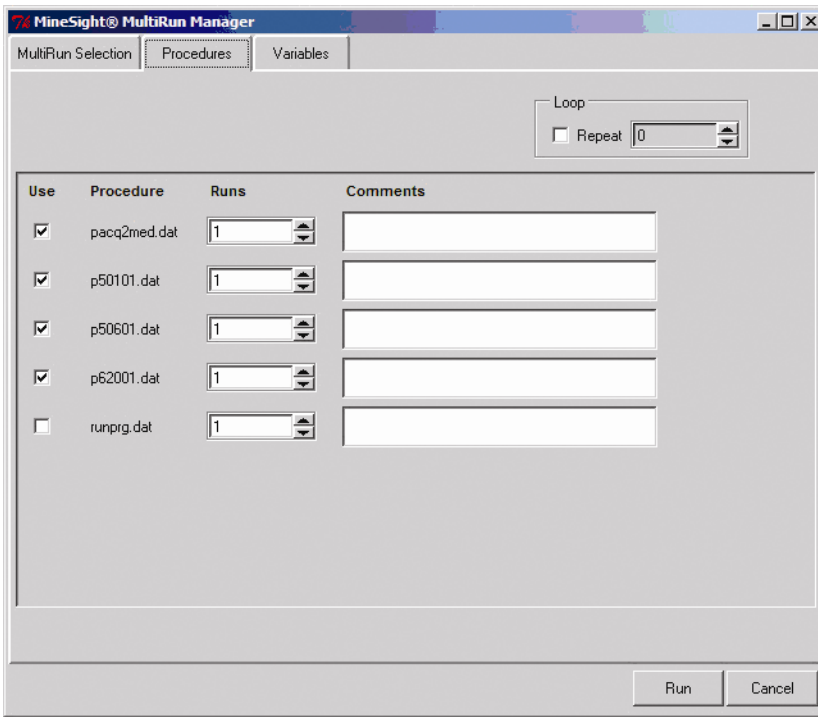 MineSight® MultiRun Manager
MultiRun Selection Procedures Variables
Loop
Repeat 0
Use Procedure Runs Comments
pacq2med.dat 1
p50101.dat 1
p50601.dat 1
p62001.dat 1
runprg.dat 1
Run Cancel